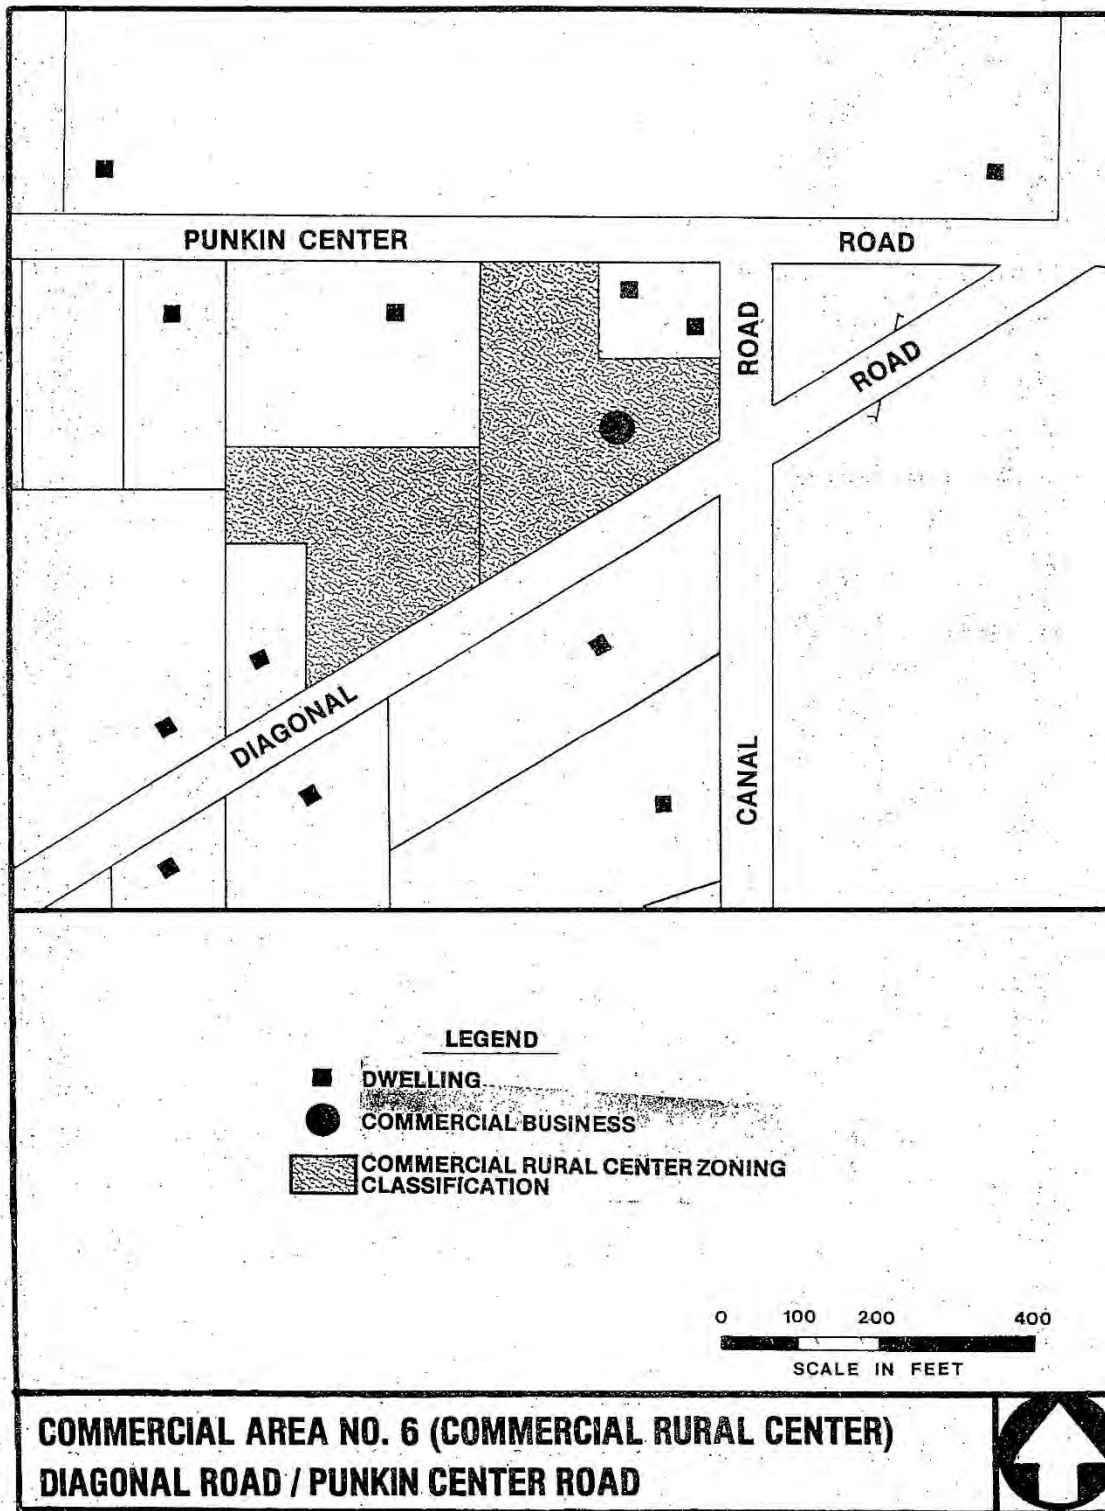 PUNKIN CENTER ROAD
ROAD
ROAD
DIAGONAL
CANAL
LEGEND
DWELLING
COMMERCIAL BUSINESS
COMMERCIAL RURAL CENTER ZONING
CLASSIFICATION
0 100 200 400
SCALE IN FEET
COMMERCIAL AREA NO. 6 (COMMERCIAL RURAL CENTER)
DIAGONAL ROAD / PUNKIN CENTER ROAD